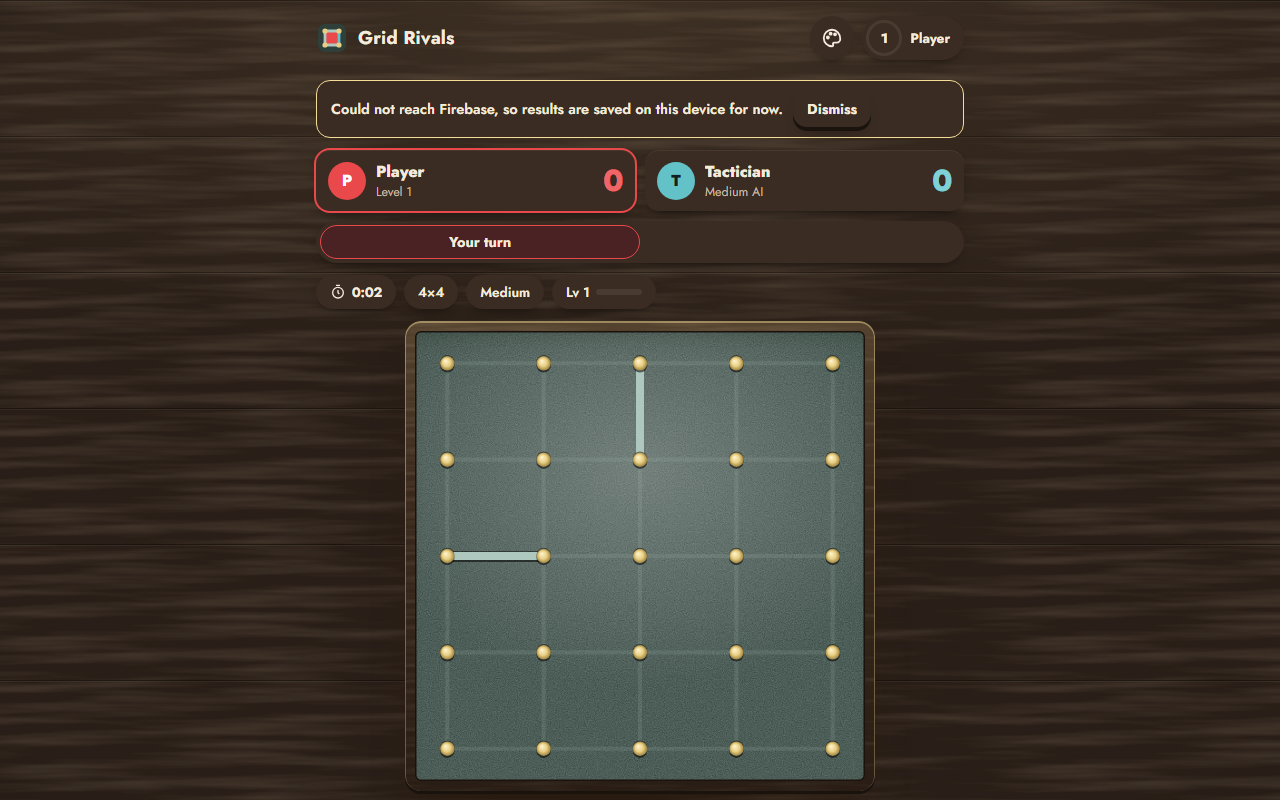 Grid Rivals
1 Player
Could not reach Firebase, so results are saved on this device for now. Dismiss
P Player 0
Level 1
T Tactician 0
Medium AI
Your turn
0:02 4×4 Medium Lv 1